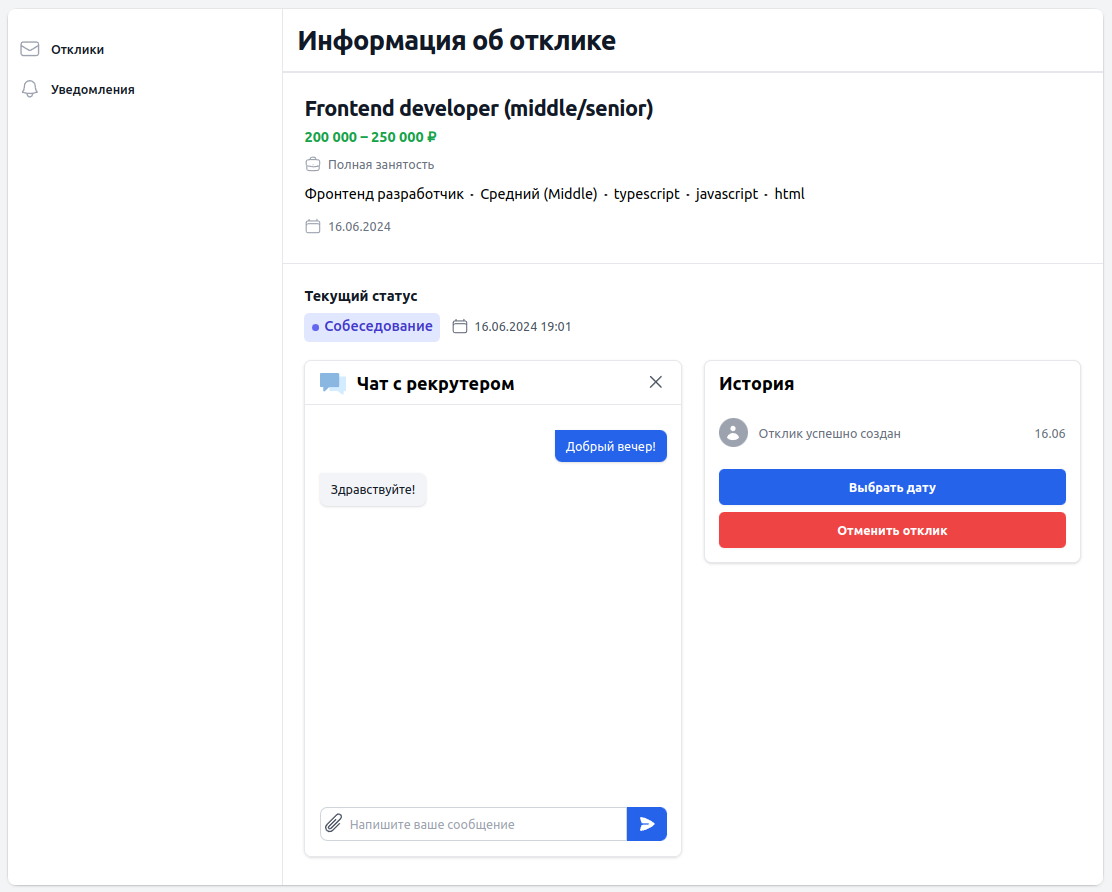 Отклики
Уведомления
Информация об отклике
Frontend developer (middle/senior)
200 000 – 250 000 ₽
Полная занятость
Фронтенд разработчик · Средний (Middle) · typescript · javascript · html
16.06.2024
Текущий статус
Собеседование 16.06.2024 19:01
Чат с рекрутером
Добрый вечер!
Здравствуйте!
Напишите ваше сообщение
История
Отклик успешно создан 16.06
Выбрать дату
Отменить отклик